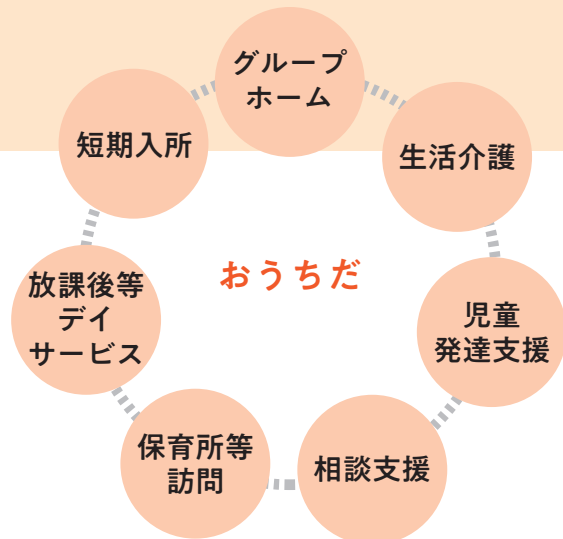 グループ
ホーム
短期入所
生活介護
おうちだ
放課後等
デイ
サービス
児童
発達支援
保育所等
訪問
相談支援